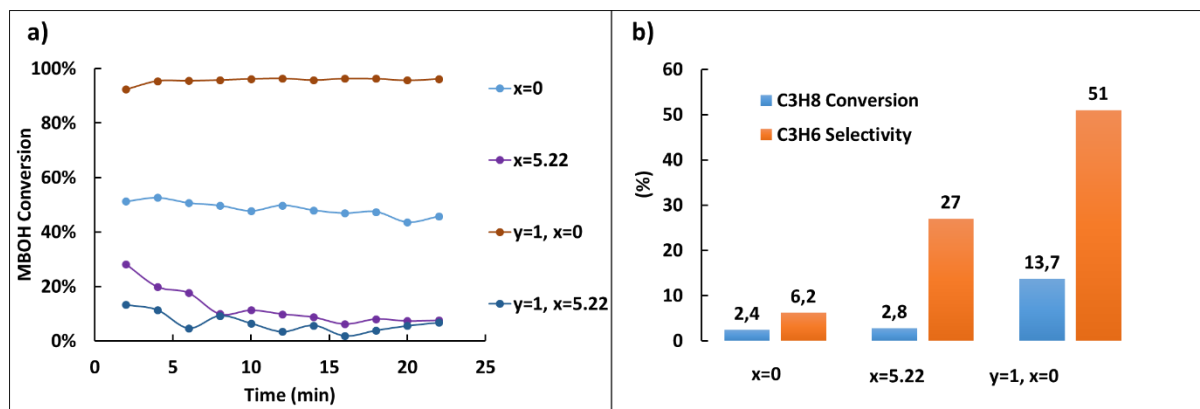 a)
100%
80%
60%
40%
20%
0%
MBOH Conversion
0 5 10 15 20 25
Time (min)
x=0
x=5.22
y=1, x=0
y=1, x=5.22
b)
60
50
40
30
20
10
0
(%)
C3H8 Conversion
C3H6 Selectivity
2,4
6,2
2,8
27
13,7
51
x=0 x=5.22 y=1, x=0